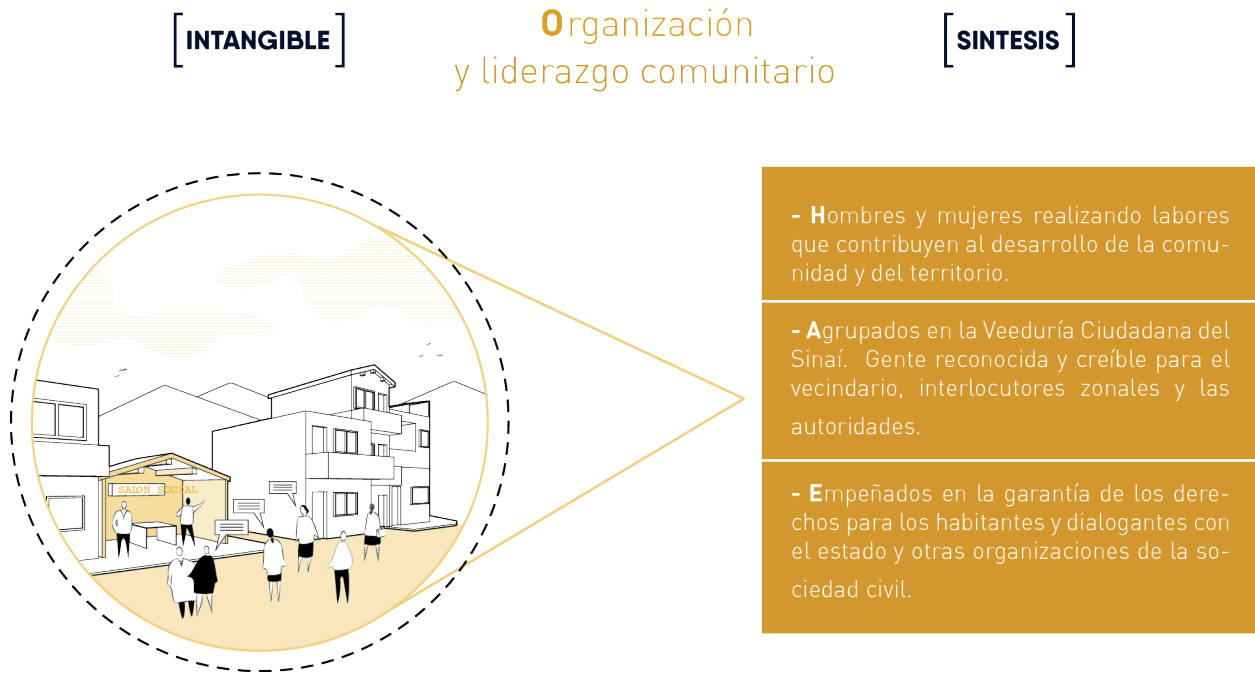 [INTANGIBLE]
Organización
y liderazgo comunitario
[SINTESIS]
SALON SOCIAL
- Hombres y mujeres realizando labores
que contribuyen al desarrollo de la comu-
nidad y del territorio.
- Agrupados en la Veeduría Ciudadana del
Sinaí. Gente reconocida y creíble para el
vecindario, interlocutores zonales y las
autoridades.
- Empeñados en la garantía de los dere-
chos para los habitantes y dialogantes con
el estado y otras organizaciones de la so-
ciedad civil.